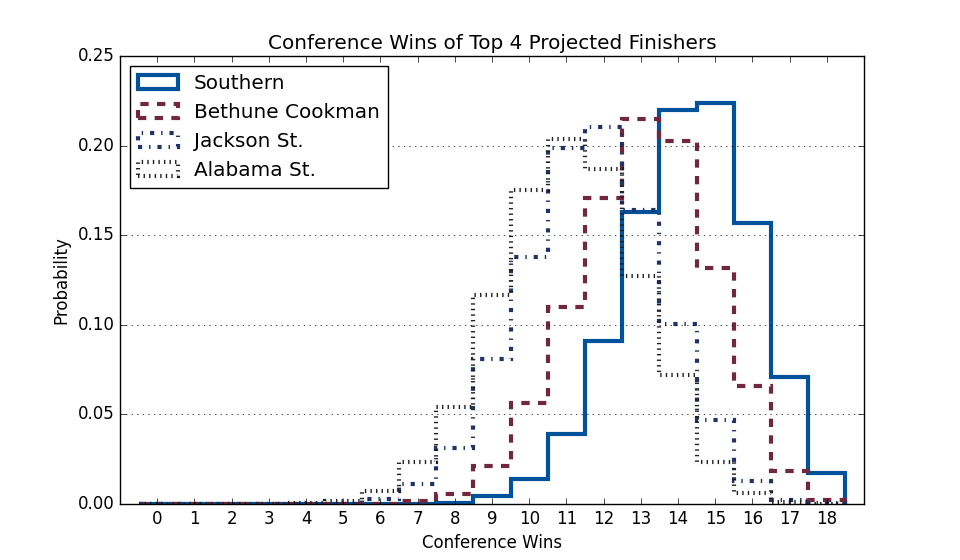 Conference Wins of Top 4 Projected Finishers
0.25
Southern
Bethune Cookman
Jackson St.
Alabama St.
0.20
0.15
0.10
0.05
0.00
Probability
0 1 2 3 4 5 6 7 8 9 10 11 12 13 14 15 16 17 18
Conference Wins